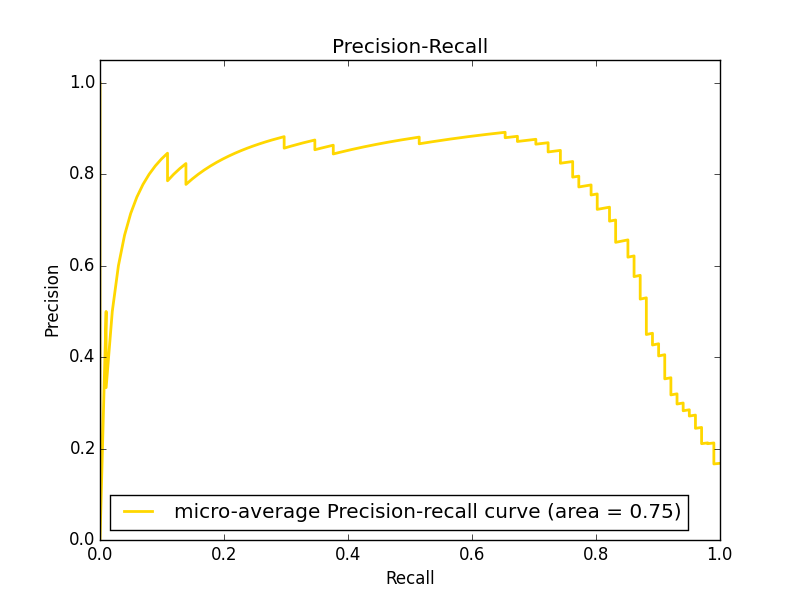 Precision-Recall
1.0
0.8
0.6
0.4
0.2
0.0
Precision
micro-average Precision-recall curve (area = 0.75)
0.0 0.2 0.4 0.6 0.8 1.0
Recall